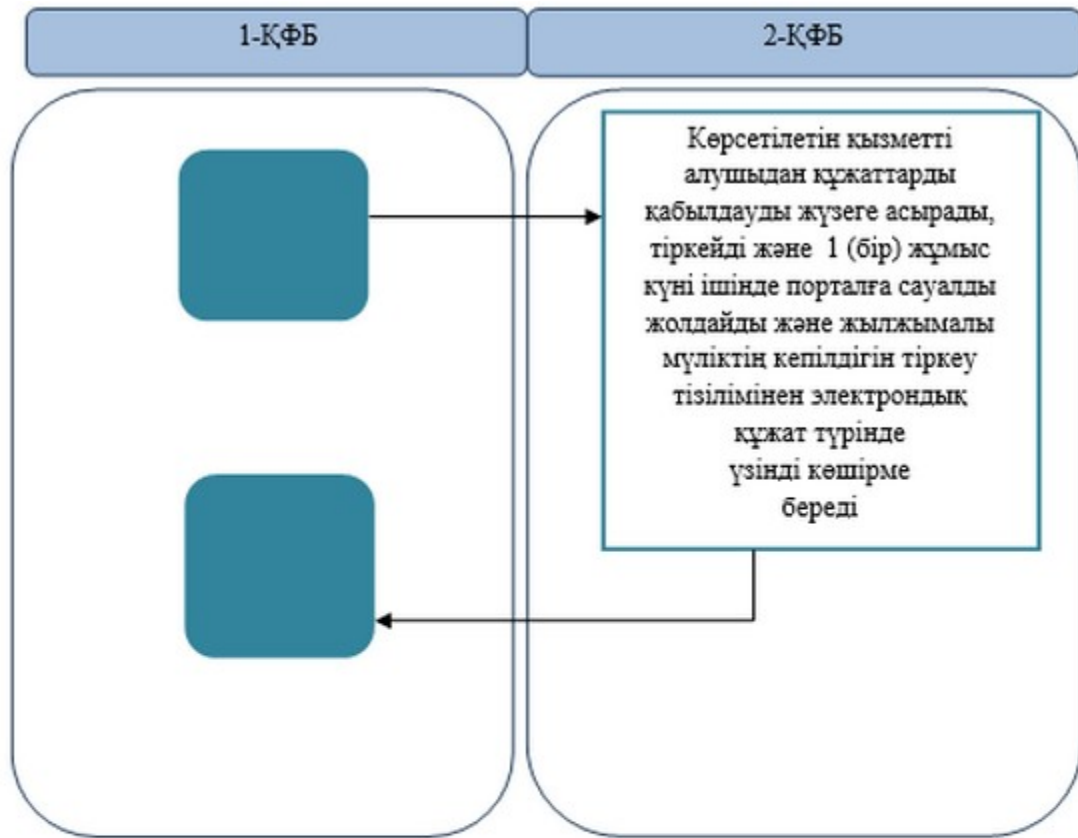 1-ҚФБ
2-ҚФБ
Көрсетілетін қызметті
алушыдан құжаттарды
қабылдауды жүзеге асырады,
тіркейді және 1 (бір) жұмыс
күні ішінде порталға сауалды
жолдайды және жылжымалы
мүліктің кепілдігін тіркеу
тізілімінен электрондық
құжат түрінде
үзінді көшірме
береді